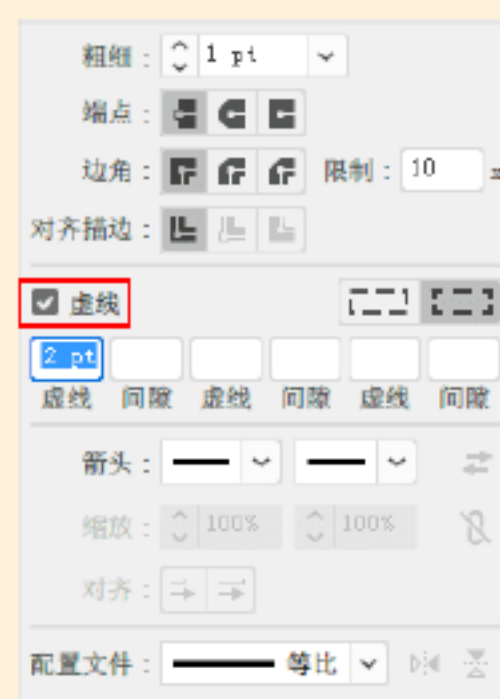 粗细： 1 pt
端点：
边角： 限制： 10
对齐描边：
虚线
2 pt
虚线 间隙 虚线 间隙 虚线 间隙
箭头：
缩放： 100% 100%
对齐：
配置文件： 等比